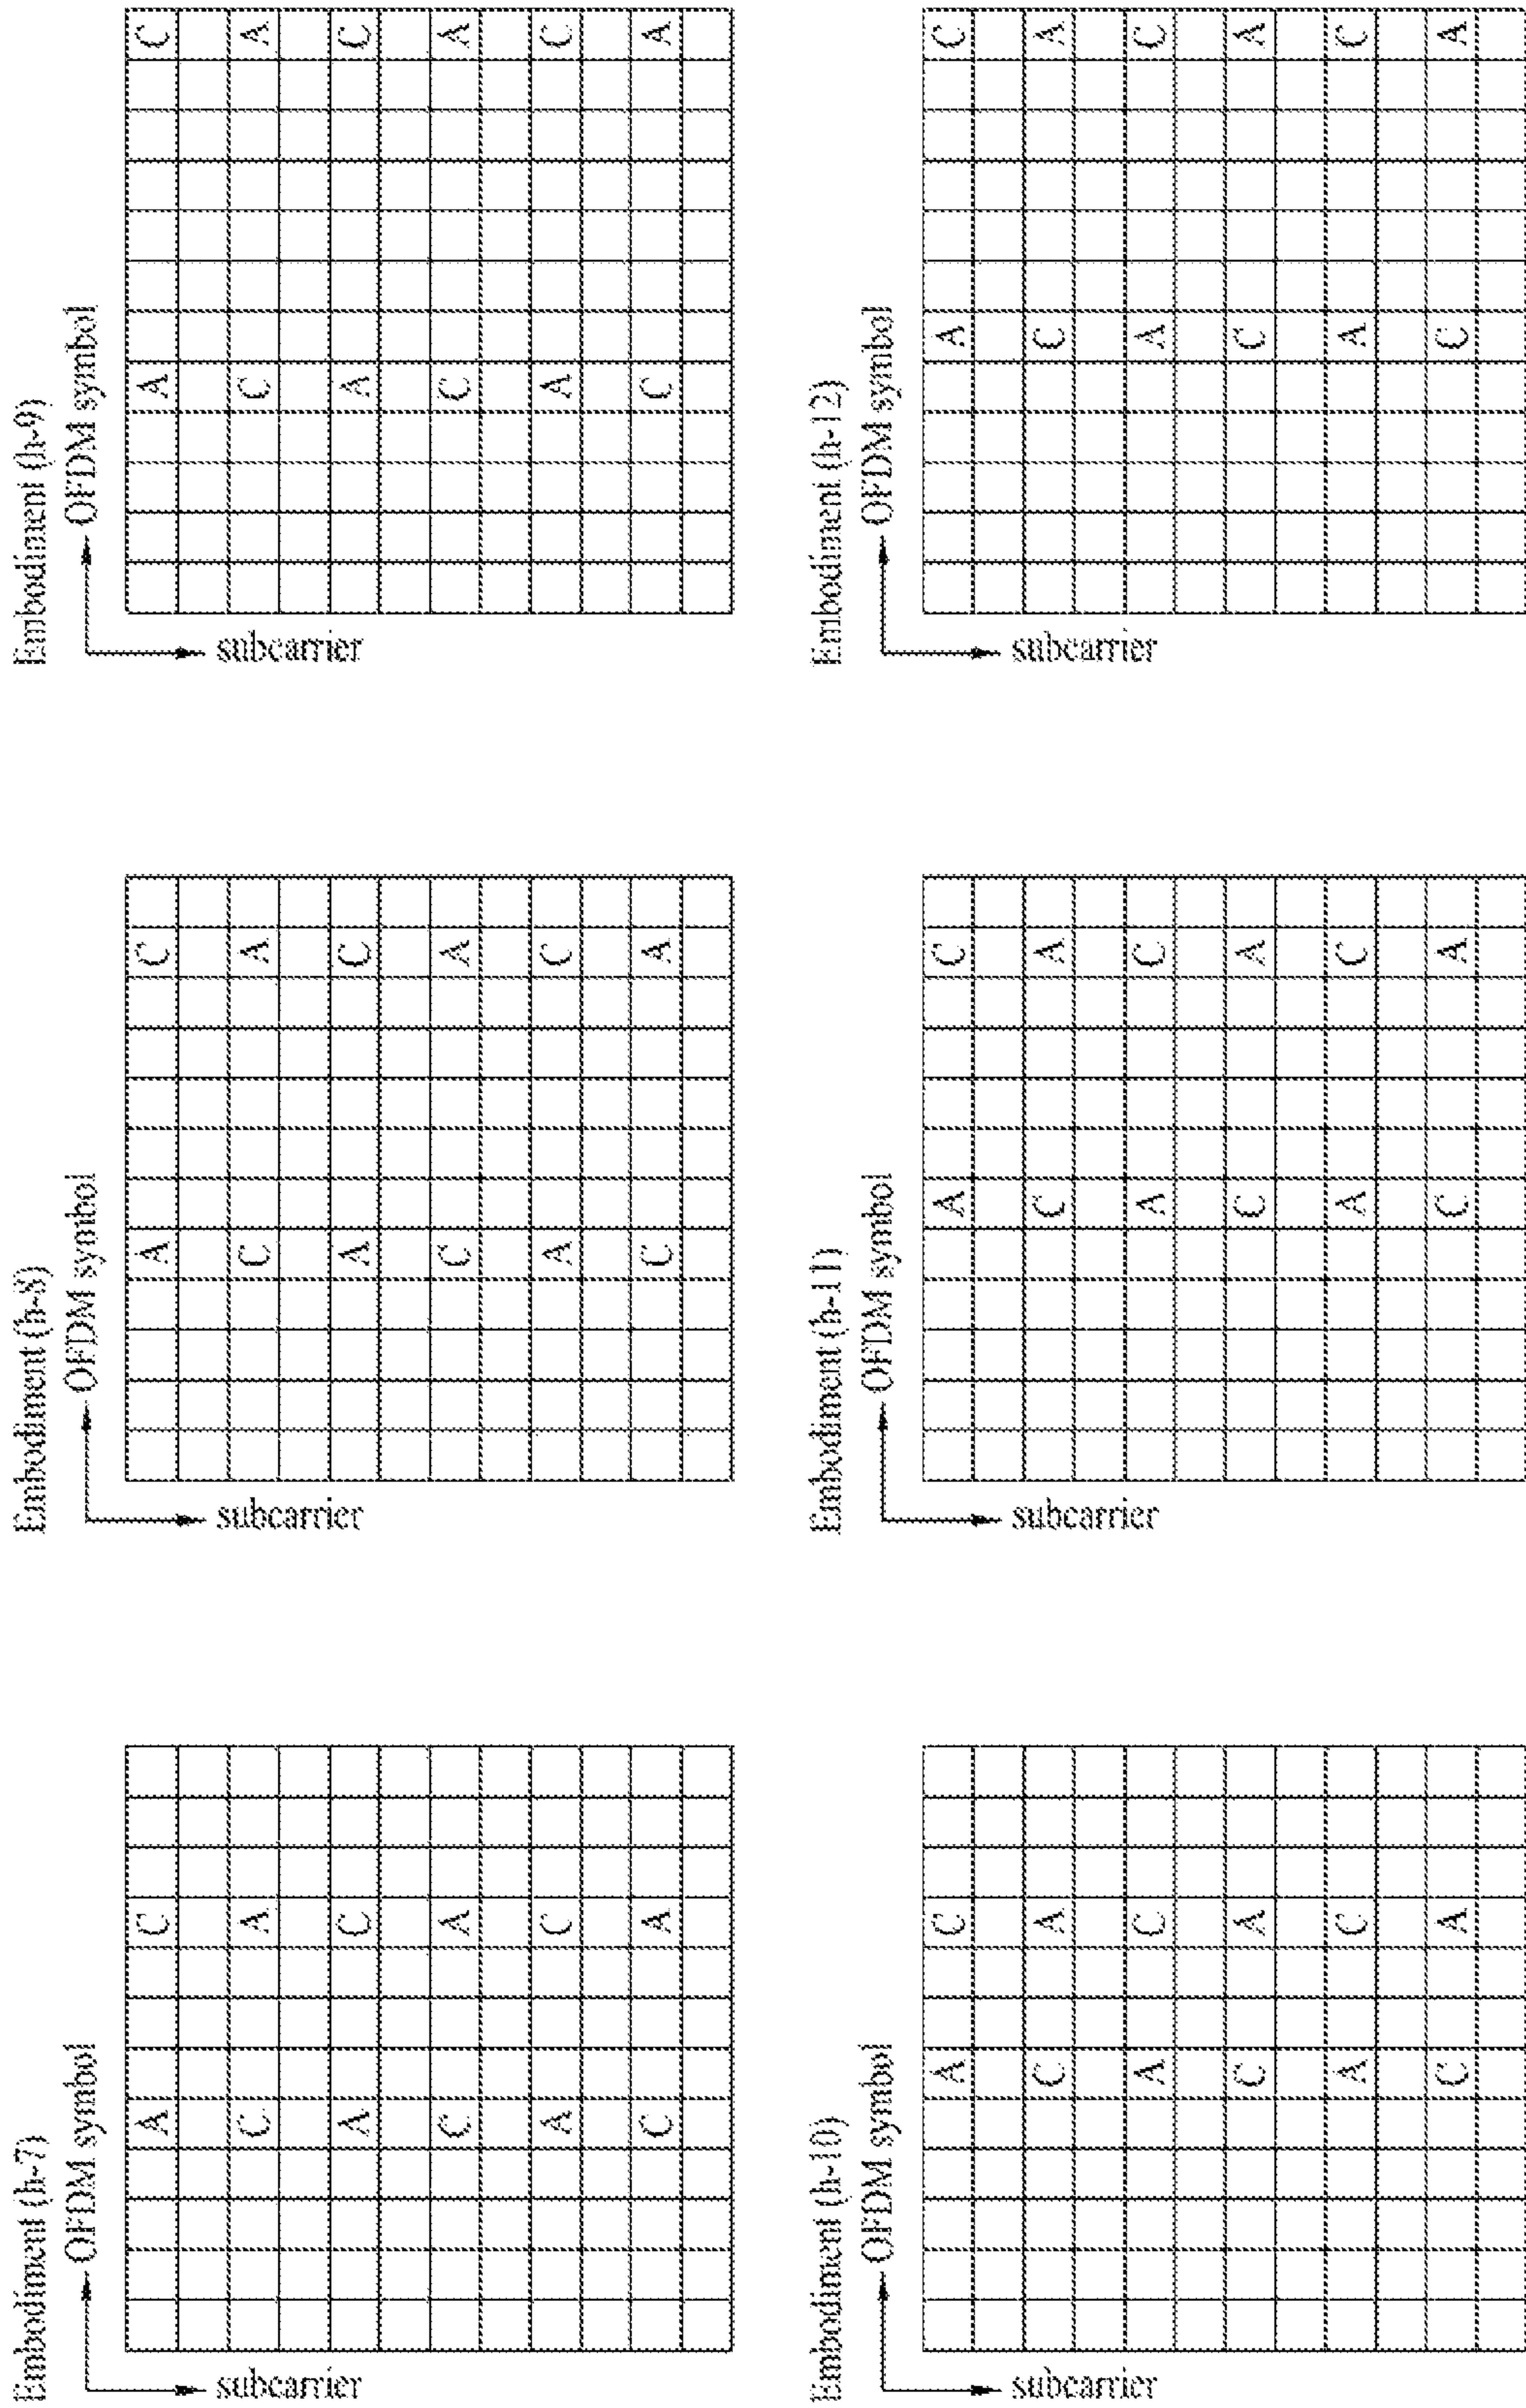 Embodiment (h-7)
OFDM symbol
subcarrier
A C
C A
A C
C A
A C
C A
Embodiment (h-8)
OFDM symbol
subcarrier
A C
C A
A C
C A
A C
C A
Embodiment (h-9)
OFDM symbol
subcarrier
A C
C A
A C
C A
A C
C A
Embodiment (h-10)
OFDM symbol
subcarrier
A C
C A
A C
C A
A C
C A
Embodiment (h-11)
OFDM symbol
subcarrier
A C
C A
A C
C A
A C
C A
Embodiment (h-12)
OFDM symbol
subcarrier
A C
C A
A C
C A
A C
C A